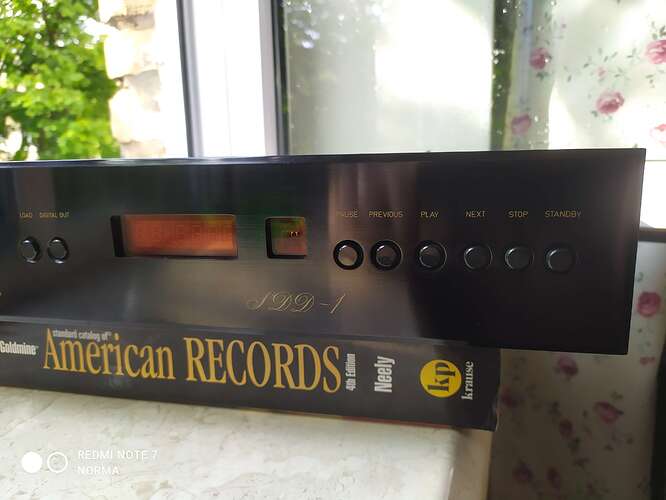 LOAD DIGITAL OUT PAUSE PREVIOUS PLAY NEXT STOP STANDBY
SDD-1
Goldmine®
standard catalog of®
American RECORDS
4th Edition
Neely
kp
krause
REDMI NOTE 7
NORMA